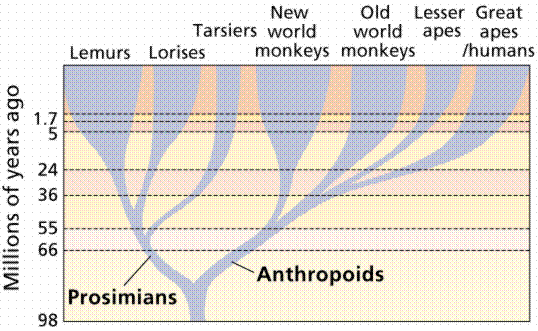 Lemurs
Lorises
Tarsiers
New
world
monkeys
Old
world
monkeys
Lesser
apes
Great
apes
/humans
Millions of years ago
1.7
5
24
36
55
66
98
Prosimians
Anthropoids